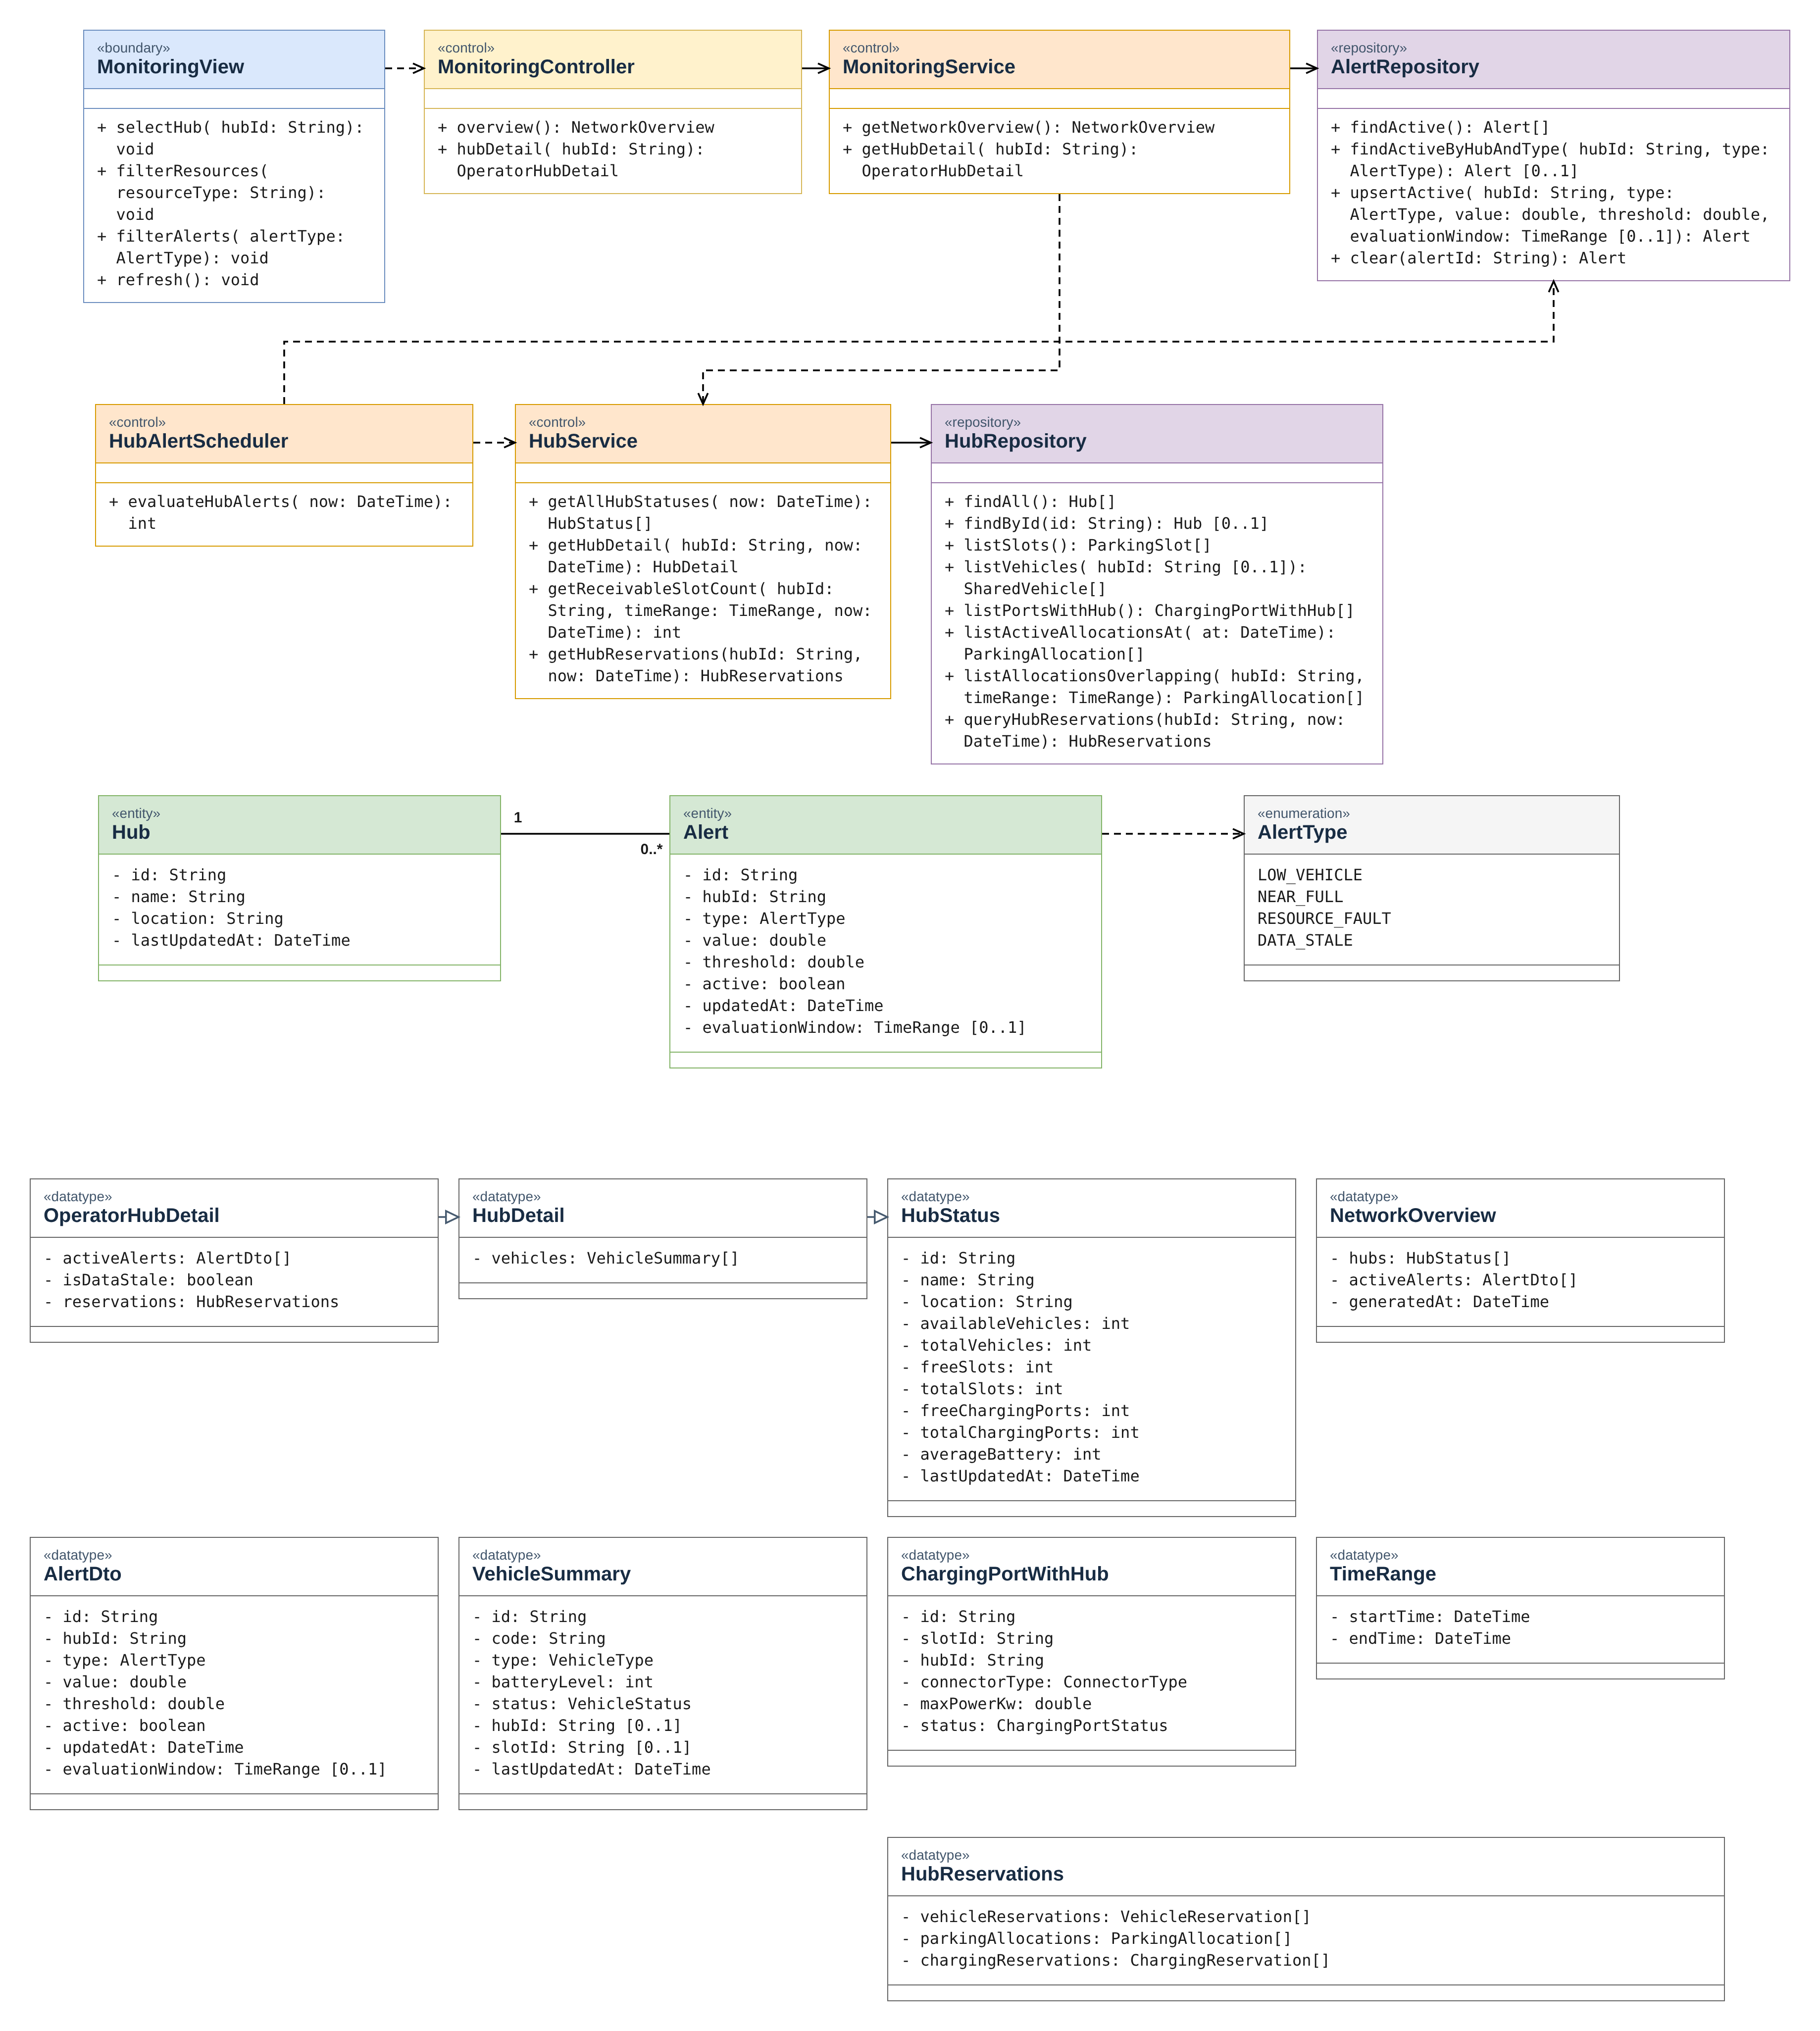 «boundary»
MonitoringView
+ selectHub( hubId: String):
void
+ filterResources(
resourceType: String):
void
+ filterAlerts( alertType:
AlertType): void
+ refresh(): void
«control»
MonitoringController
+ overview(): NetworkOverview
+ hubDetail( hubId: String):
OperatorHubDetail
«control»
MonitoringService
+ getNetworkOverview(): NetworkOverview
+ getHubDetail( hubId: String):
OperatorHubDetail
«repository»
AlertRepository
+ findActive(): Alert[]
+ findActiveByHubAndType( hubId: String, type:
AlertType): Alert [0..1]
+ upsertActive( hubId: String, type:
AlertType, value: double, threshold: double,
evaluationWindow: TimeRange [0..1]): Alert
+ clear(alertId: String): Alert
«control»
HubAlertScheduler
+ evaluateHubAlerts( now: DateTime):
int
«control»
HubService
+ getAllHubStatuses( now: DateTime):
HubStatus[]
+ getHubDetail( hubId: String, now:
DateTime): HubDetail
+ getReceivableSlotCount( hubId:
String, timeRange: TimeRange, now:
DateTime): int
+ getHubReservations(hubId: String,
now: DateTime): HubReservations
«repository»
HubRepository
+ findAll(): Hub[]
+ findById(id: String): Hub [0..1]
+ listSlots(): ParkingSlot[]
+ listVehicles( hubId: String [0..1]):
SharedVehicle[]
+ listPortsWithHub(): ChargingPortWithHub[]
+ listActiveAllocationsAt( at: DateTime):
ParkingAllocation[]
+ listAllocationsOverlapping( hubId: String,
timeRange: TimeRange): ParkingAllocation[]
+ queryHubReservations(hubId: String, now:
DateTime): HubReservations
«entity»
Hub
- id: String
- name: String
- location: String
- lastUpdatedAt: DateTime
1
0..*
«entity»
Alert
- id: String
- hubId: String
- type: AlertType
- value: double
- threshold: double
- active: boolean
- updatedAt: DateTime
- evaluationWindow: TimeRange [0..1]
«enumeration»
AlertType
LOW_VEHICLE
NEAR_FULL
RESOURCE_FAULT
DATA_STALE
«datatype»
OperatorHubDetail
- activeAlerts: AlertDto[]
- isDataStale: boolean
- reservations: HubReservations
«datatype»
HubDetail
- vehicles: VehicleSummary[]
«datatype»
HubStatus
- id: String
- name: String
- location: String
- availableVehicles: int
- totalVehicles: int
- freeSlots: int
- totalSlots: int
- freeChargingPorts: int
- totalChargingPorts: int
- averageBattery: int
- lastUpdatedAt: DateTime
«datatype»
NetworkOverview
- hubs: HubStatus[]
- activeAlerts: AlertDto[]
- generatedAt: DateTime
«datatype»
AlertDto
- id: String
- hubId: String
- type: AlertType
- value: double
- threshold: double
- active: boolean
- updatedAt: DateTime
- evaluationWindow: TimeRange [0..1]
«datatype»
VehicleSummary
- id: String
- code: String
- type: VehicleType
- batteryLevel: int
- status: VehicleStatus
- hubId: String [0..1]
- slotId: String [0..1]
- lastUpdatedAt: DateTime
«datatype»
ChargingPortWithHub
- id: String
- slotId: String
- hubId: String
- connectorType: ConnectorType
- maxPowerKw: double
- status: ChargingPortStatus
«datatype»
TimeRange
- startTime: DateTime
- endTime: DateTime
«datatype»
HubReservations
- vehicleReservations: VehicleReservation[]
- parkingAllocations: ParkingAllocation[]
- chargingReservations: ChargingReservation[]